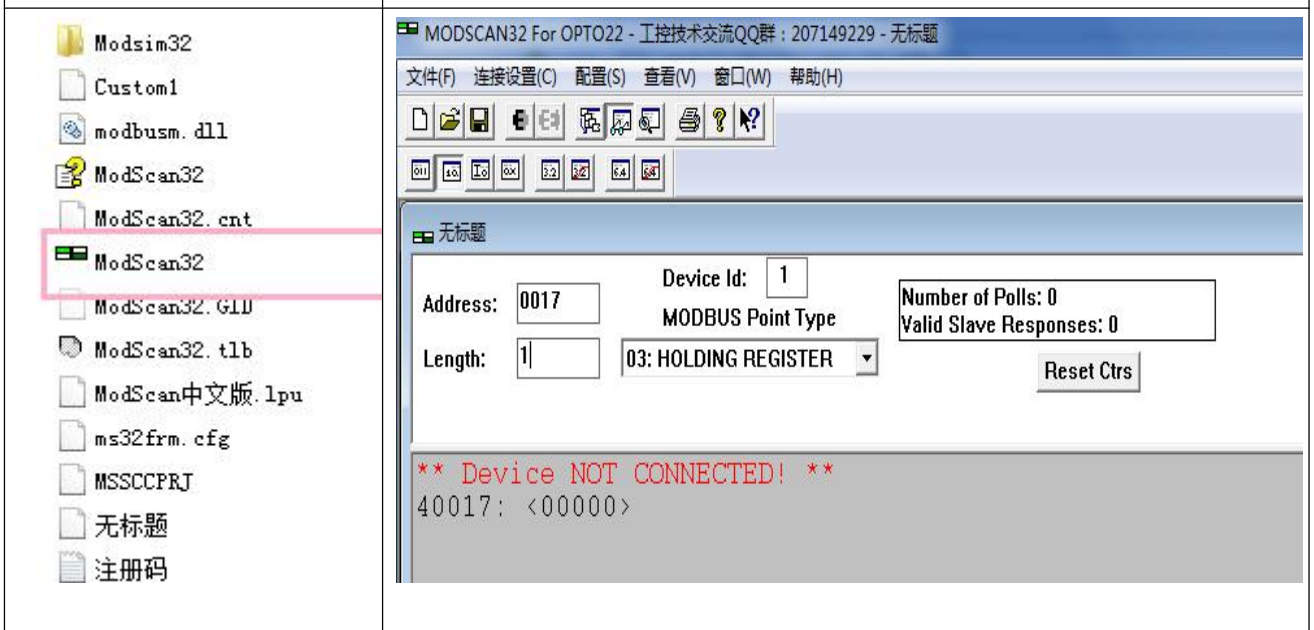 Modsim32
Custom1
modbusm.dll
ModScan32
ModScan32.cnt
ModScan32
ModScan32.GID
ModScan32.tlb
ModScan中文版.lpu
ms32frm.cfg
MSSCCPRJ
无标题
注册码
MODSCAN32 For OPTO22 - 工控技术交流QQ群：207149229 - 无标题
文件(F) 连接设置(C) 配置(S) 查看(V) 窗口(W) 帮助(H)
无标题
Address: 0017
Length: 1
Device Id: 1
MODBUS Point Type
03: HOLDING REGISTER
Number of Polls: 0
Valid Slave Responses: 0
Reset Ctrs
** Device NOT CONNECTED! **
40017: <00000>